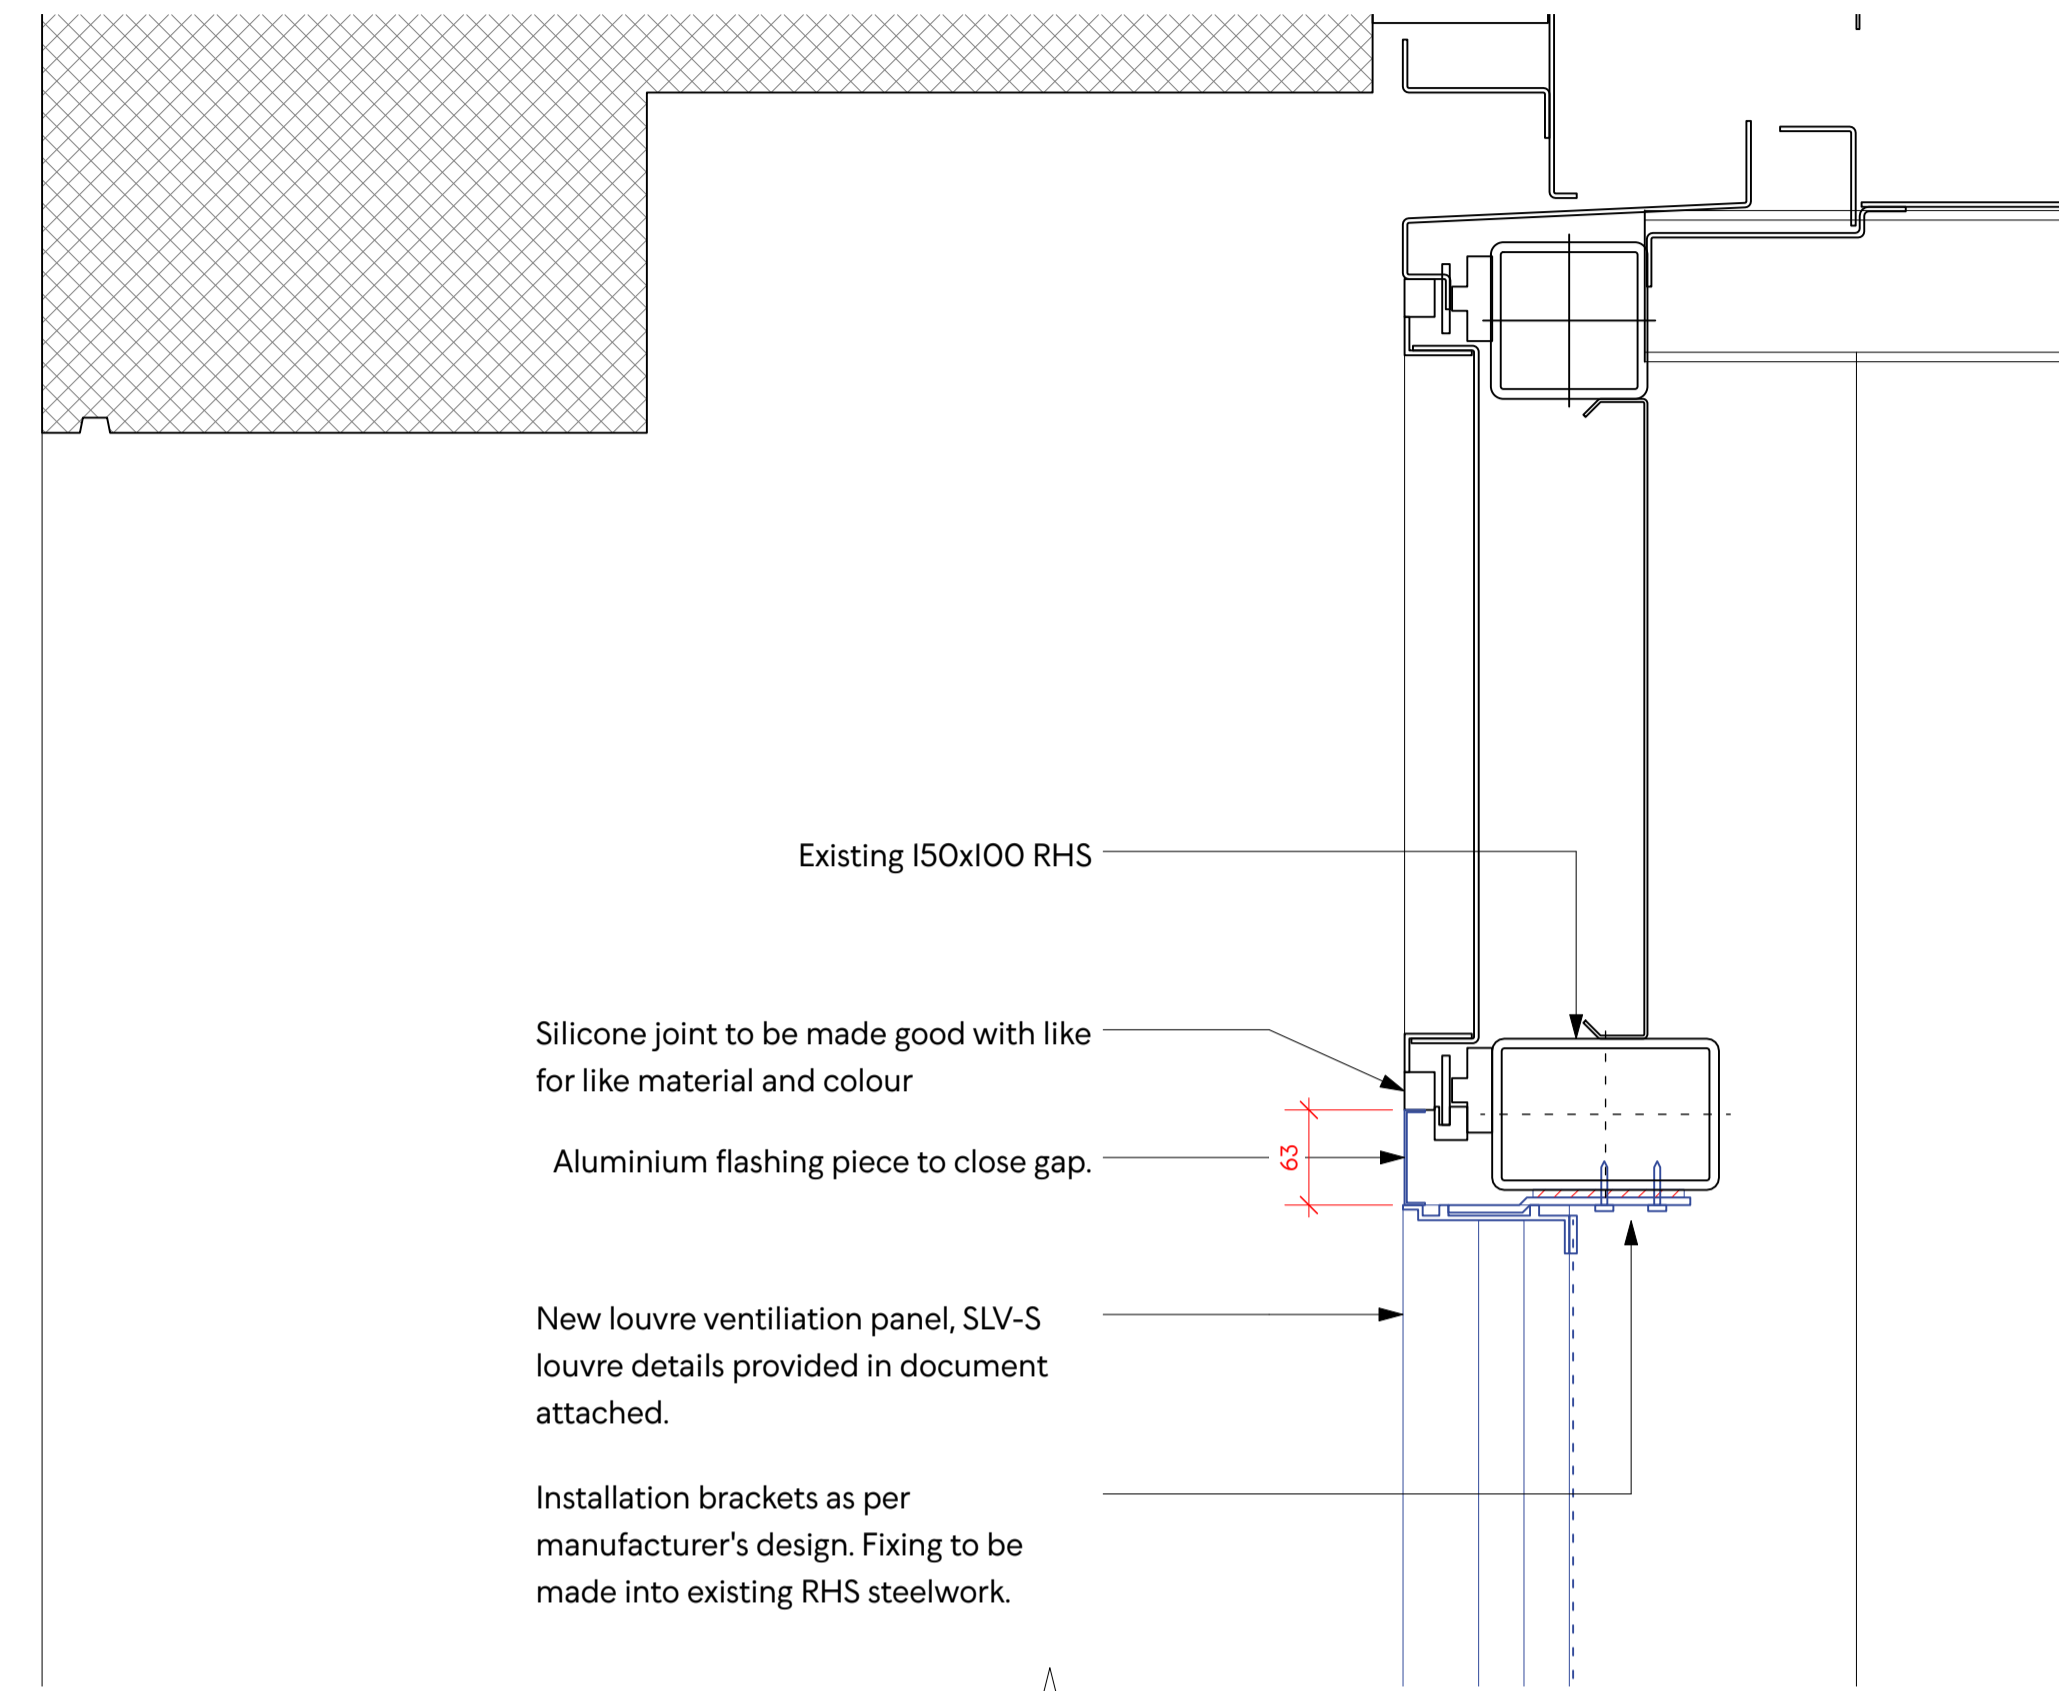 Existing 150x100 RHS
Silicone joint to be made good with like
for like material and colour
Aluminium flashing piece to close gap.
63
New louvre ventiliation panel, SLV-S
louvre details provided in document
attached.
Installation brackets as per
manufacturer's design. Fixing to be
made into existing RHS steelwork.